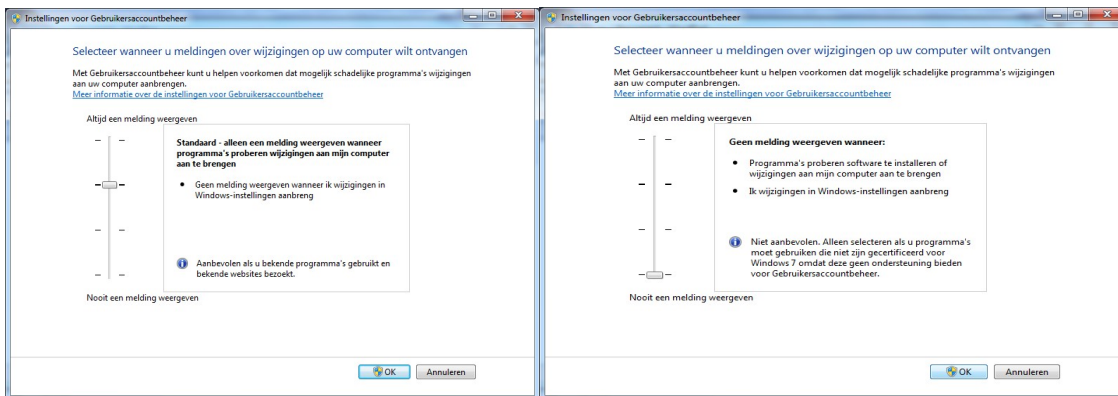 Instellingen voor Gebruikersaccountbeheer
Selecteer wanneer u meldingen over wijzigingen op uw computer wilt ontvangen
Met Gebruikersaccountbeheer kunt u helpen voorkomen dat mogelijk schadelijke programma's wijzigingen
aan uw computer aanbrengen.
Meer informatie over de instellingen voor Gebruikersaccountbeheer
Altijd een melding weergeven
Standaard - alleen een melding weergeven wanneer
programma's proberen wijzigingen aan mijn computer
aan te brengen
• Geen melding weergeven wanneer ik wijzigingen in
Windows-instellingen aanbreng
Aanbevolen als u bekende programma's gebruikt en
bekende websites bezoekt.
Nooit een melding weergeven
OK Annuleren
Instellingen voor Gebruikersaccountbeheer
Selecteer wanneer u meldingen over wijzigingen op uw computer wilt ontvangen
Met Gebruikersaccountbeheer kunt u helpen voorkomen dat mogelijk schadelijke programma's wijzigingen
aan uw computer aanbrengen.
Meer informatie over de instellingen voor Gebruikersaccountbeheer
Altijd een melding weergeven
Geen melding weergeven wanneer:
• Programma's proberen software te installeren of
wijzigingen aan mijn computer aan te brengen
• Ik wijzigingen in Windows-instellingen aanbreng
Niet aanbevolen. Alleen selecteren als u programma's
moet gebruiken die niet zijn gecertificeerd voor
Windows 7 omdat deze geen ondersteuning bieden
voor Gebruikersaccountbeheer.
Nooit een melding weergeven
OK Annuleren